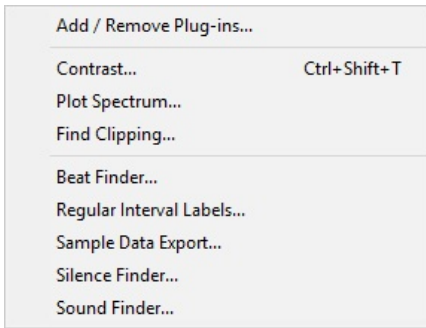 Add / Remove Plug-ins...
Contrast... Ctrl+Shift+T
Plot Spectrum...
Find Clipping...
Beat Finder...
Regular Interval Labels...
Sample Data Export...
Silence Finder...
Sound Finder...